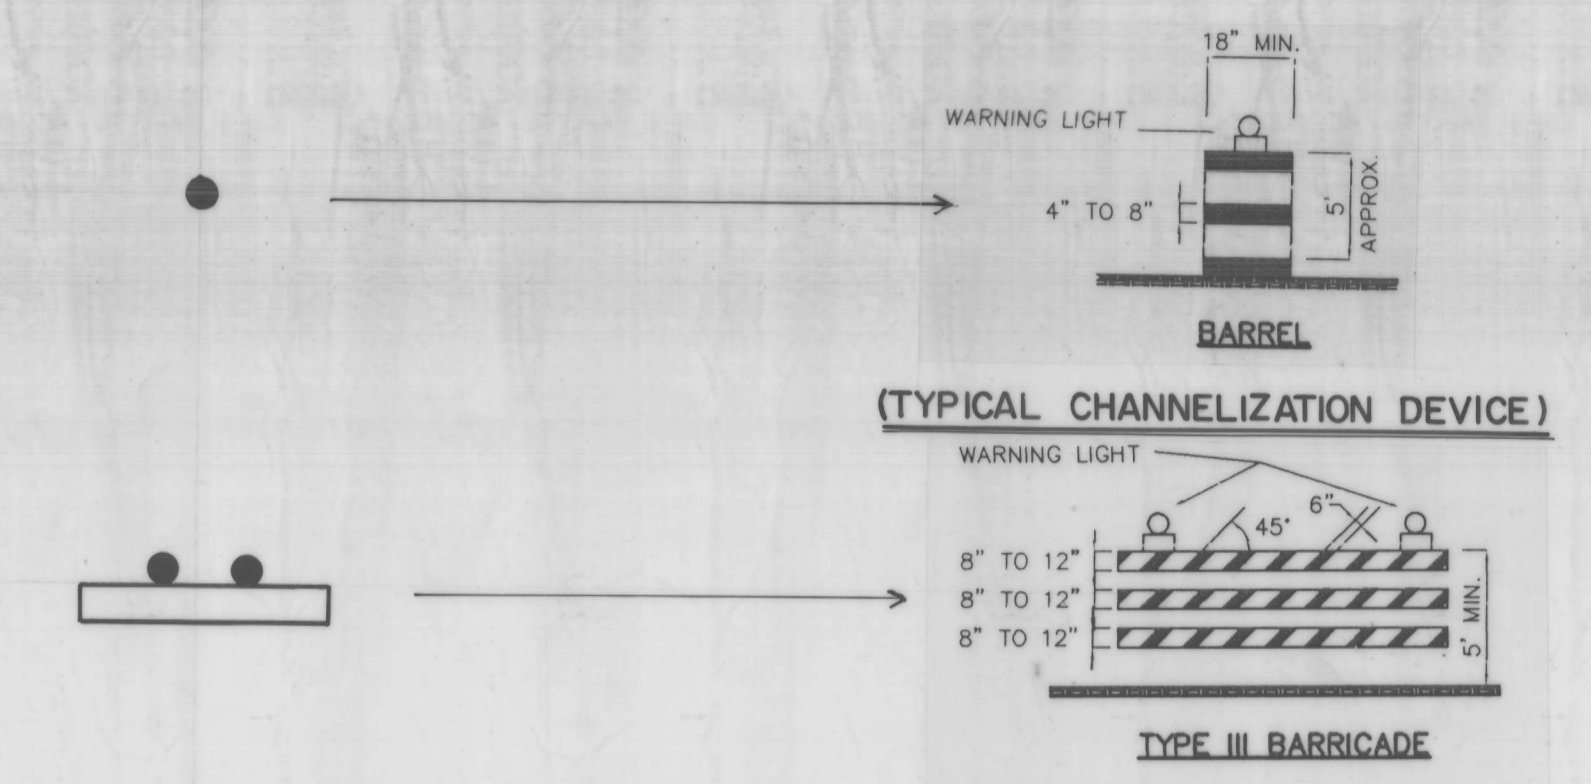 18" MIN.
WARNING LIGHT
4" TO 8"
5'
APPROX.
BARREL
(TYPICAL CHANNELIZATION DEVICE)
WARNING LIGHT
6"
45°
8" TO 12"
8" TO 12"
8" TO 12"
5' MIN.
TYPE III BARRICADE